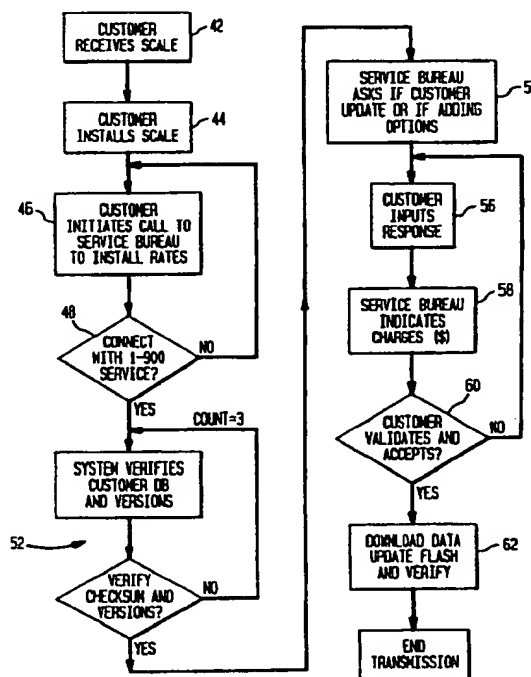 CUSTOMER
RECEIVES SCALE
42
CUSTOMER
INSTALLS SCALE
44
46
CUSTOMER
INITIATES CALL TO
SERVICE BUREAU
TO INSTALL RATES
48
CONNECT
WITH 1-900
SERVICE?
NO
YES
COUNT=3
SYSTEM VERIFIES
CUSTOMER DB
AND VERSIONS
52
VERIFY
CHECKSUM AND
VERSIONS?
NO
YES
SERVICE BUREAU
ASKS IF CUSTOMER
UPDATE OR IF ADDING
OPTIONS
5
CUSTOMER
INPUTS
RESPONSE
56
SERVICE BUREAU
INDICATES
CHARGES ($)
58
60
CUSTOMER
VALIDATES AND
ACCEPTS?
NO
YES
DOWNLOAD DATA
UPDATE FLASH
AND VERIFY
62
END
TRANSMISSION